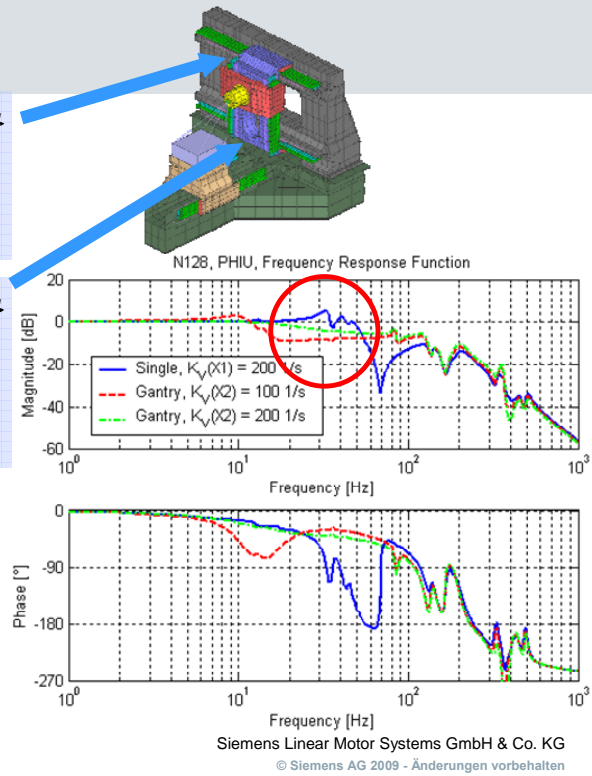 N128, PHIU, Frequency Response Function
20
0
-20
-40
-60
Magnitude [dB]
Single, K_V(X1) = 200 1/s
Gantry, K_V(X2) = 100 1/s
Gantry, K_V(X2) = 200 1/s
10^0 10^1 10^2 10^3
Frequency [Hz]
0
-90
-180
-270
Phase [°]
10^0 10^1 10^2 10^3
Frequency [Hz]
Siemens Linear Motor Systems GmbH & Co. KG
© Siemens AG 2009 - Änderungen vorbehalten